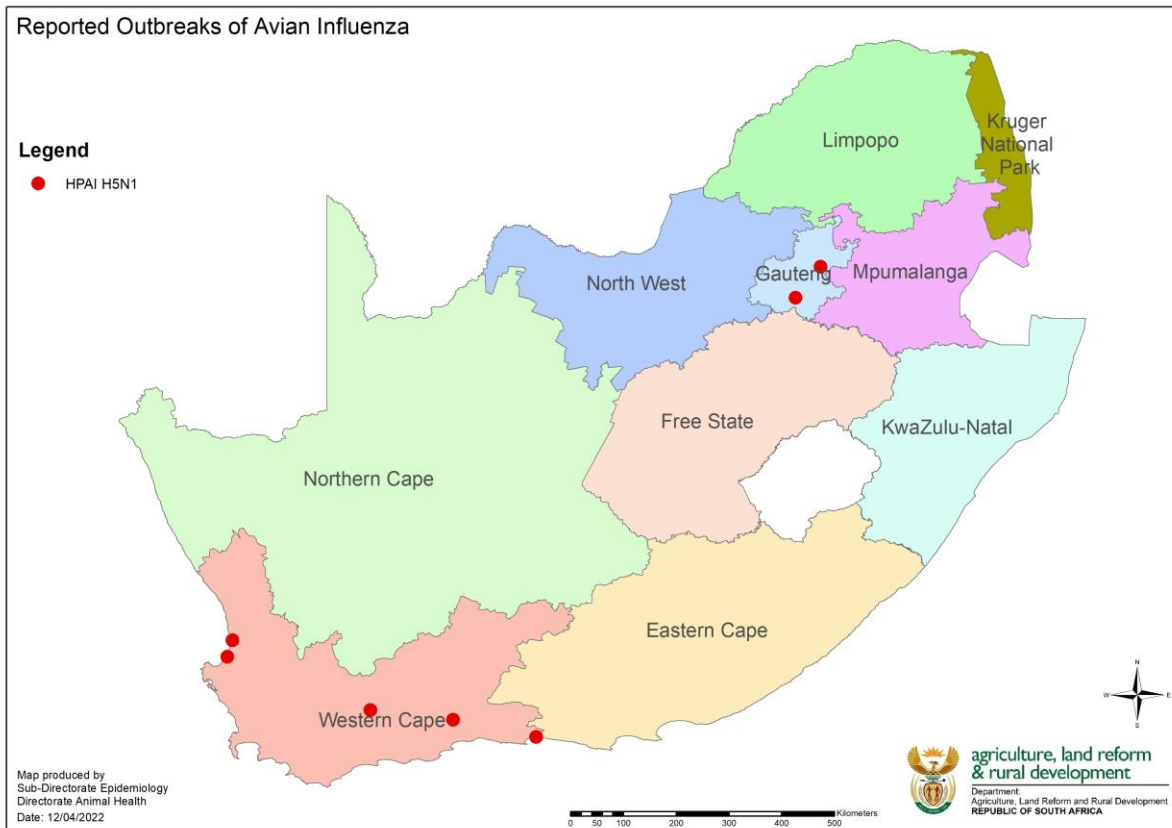 Reported Outbreaks of Avian Influenza
Legend
HPAI H5N1
Limpopo
Kruger
National
Park
North West
Gauteng
Mpumalanga
Free State
KwaZulu-Natal
Northern Cape
Eastern Cape
Western Cape
N
W
E
S
Map produced by
Sub-Directorate Epidemiology
Directorate Animal Health
Date: 12/04/2022
Kilometers
0 50 100 200 300 400 500
agriculture, land reform
& rural development
Department:
Agriculture, Land Reform and Rural Development
REPUBLIC OF SOUTH AFRICA